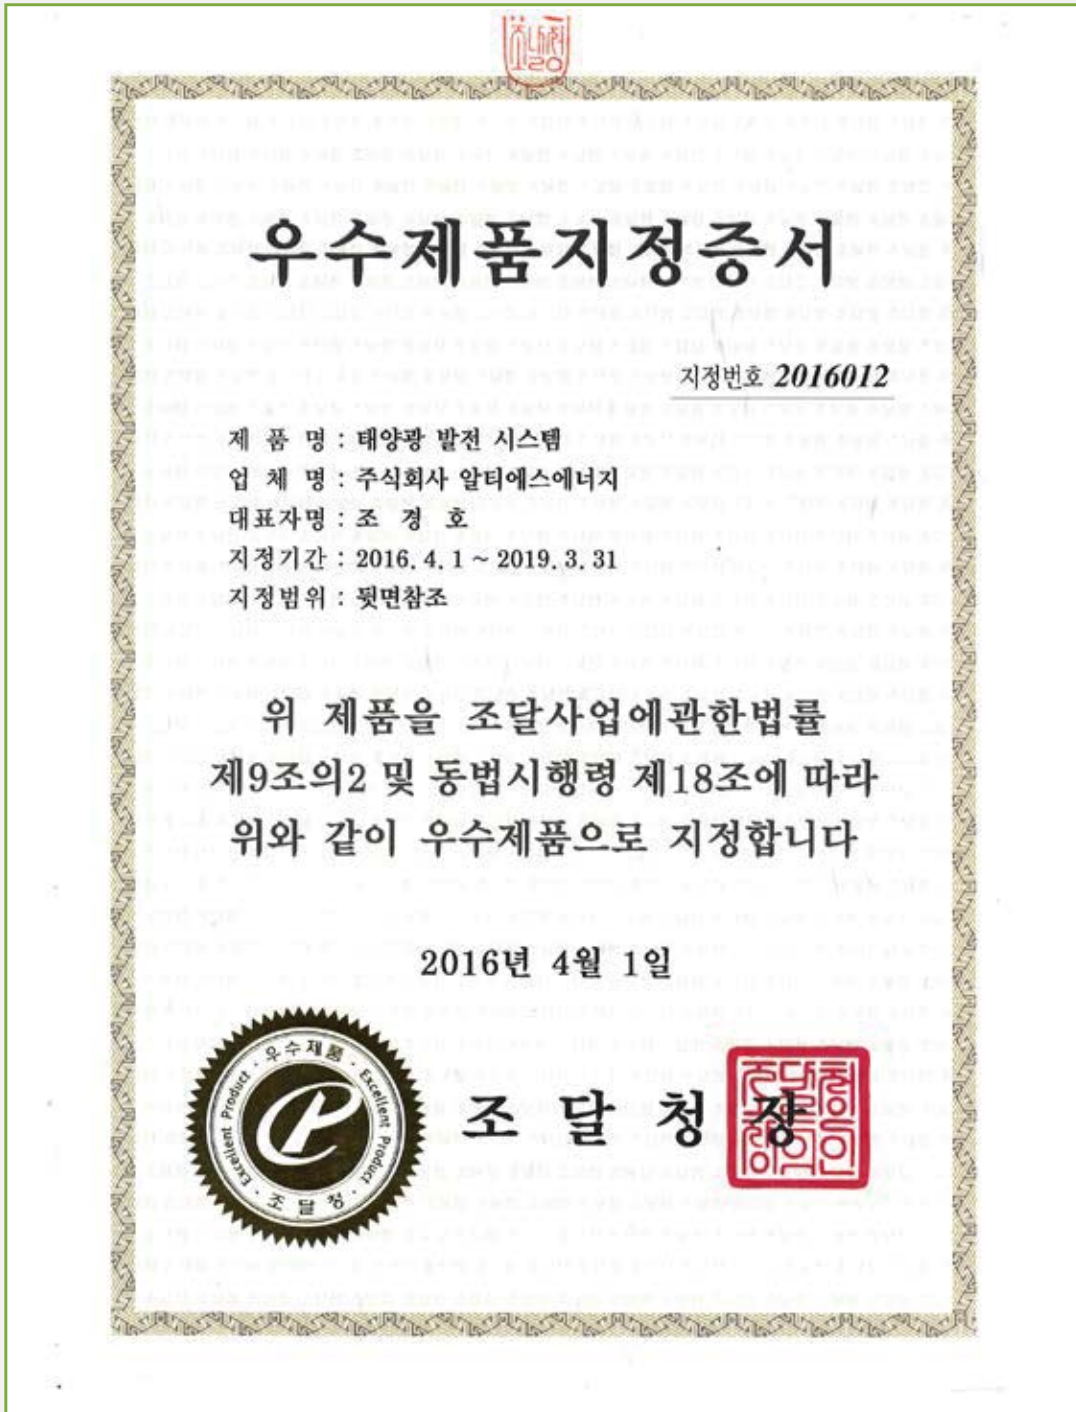 우수제품지정증서
지정번호 2016012
제 품 명 : 태양광 발전 시스템
업 체 명 : 주식회사 알티에스에너지
대표자명 : 조 경 호
지정기간 : 2016. 4. 1 ~ 2019. 3. 31
지정범위 : 뒷면참조
위 제품을 조달사업에관한법률
제9조의2 및 동법시행령 제18조에 따라
위와 같이 우수제품으로 지정합니다
2016년 4월 1일
· 우수제품 · Excellent Product · 조달청 · Excellent Product
조 달 청 장